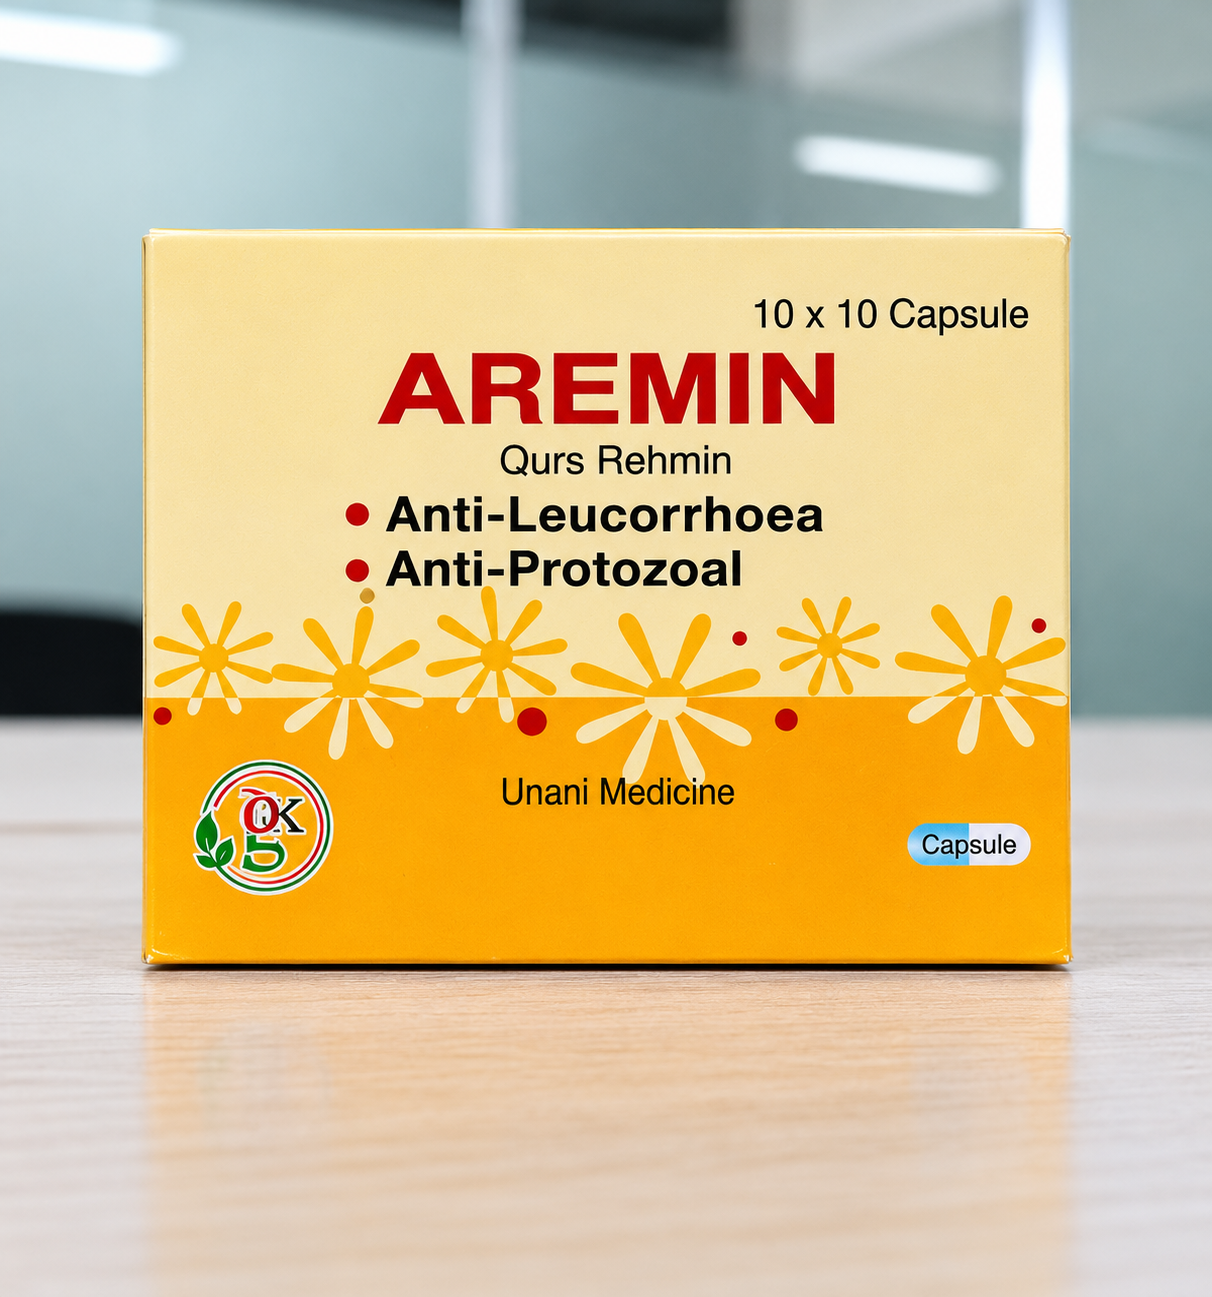 10 x 10 Capsule
AREMIN
Qurs Rehmin
Anti-Leucorrhoea
Anti-Protozoal
Unani Medicine
Capsule